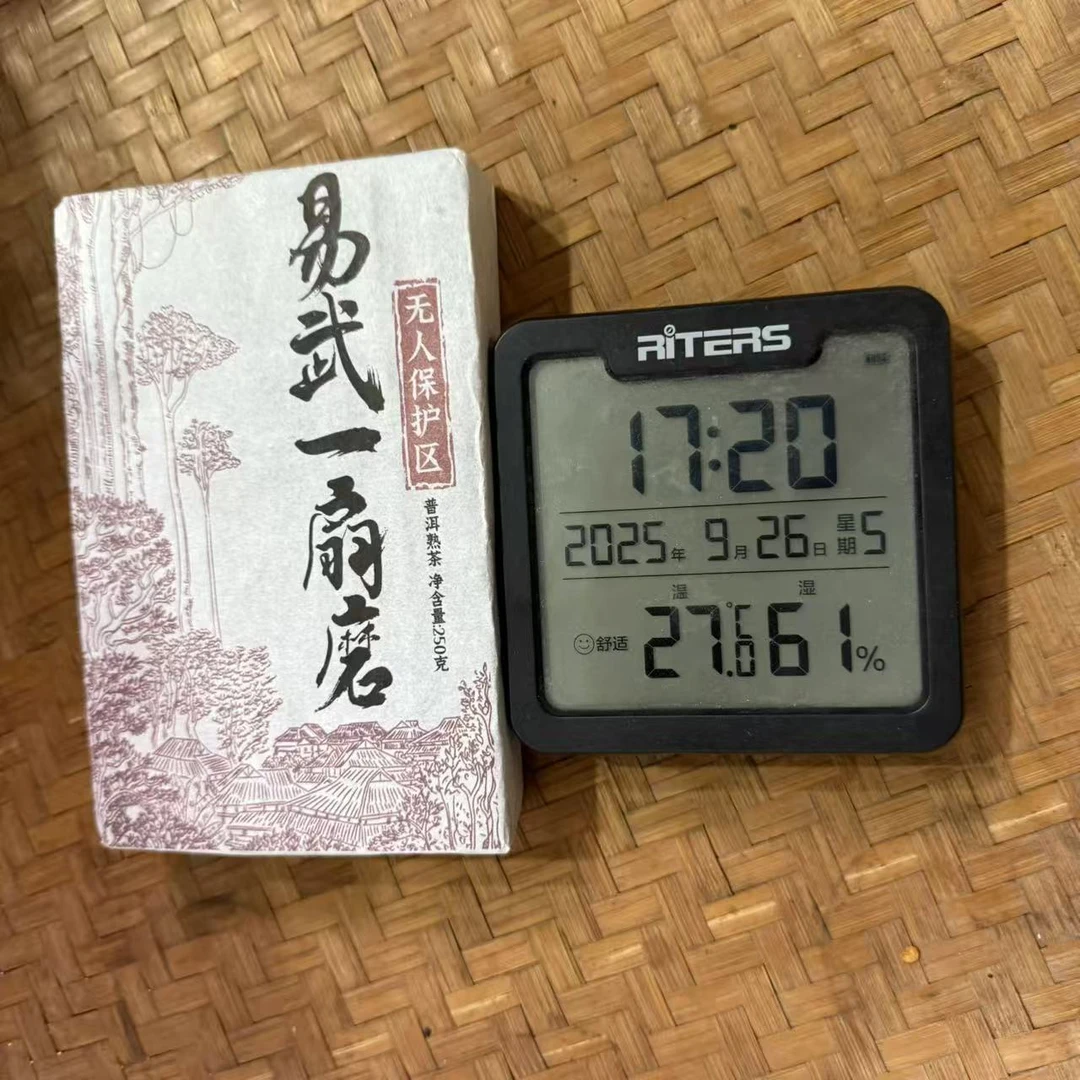 易武一扇磨
无人保护区
普洱熟茶 净含量:250克
RiTERS
17:20
2025年 9月26日 星期5
温 湿
舒适 27.6℃ 61%